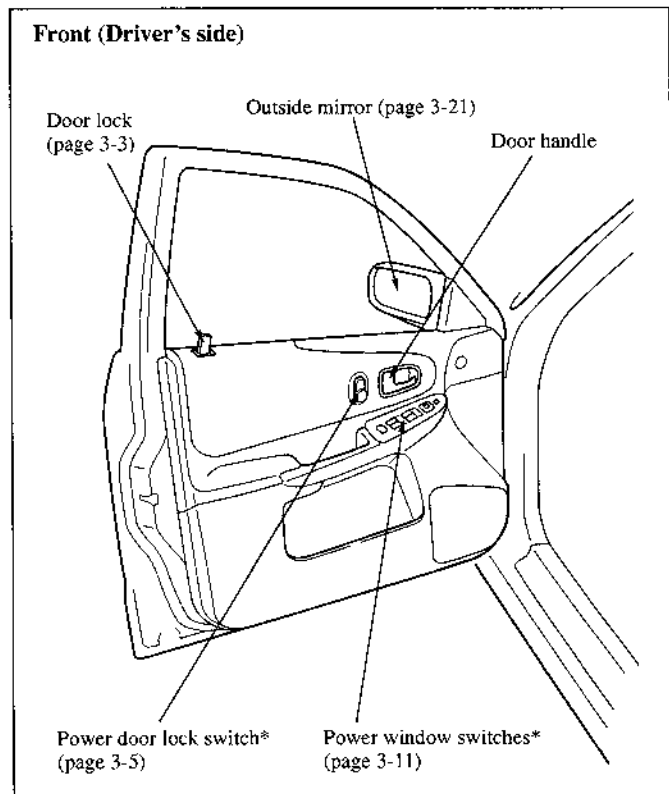 Front (Driver's side)
Outside mirror (page 3-21)
Door lock
(page 3-3)
Door handle
Power door lock switch*
(page 3-5)
Power window switches*
(page 3-11)